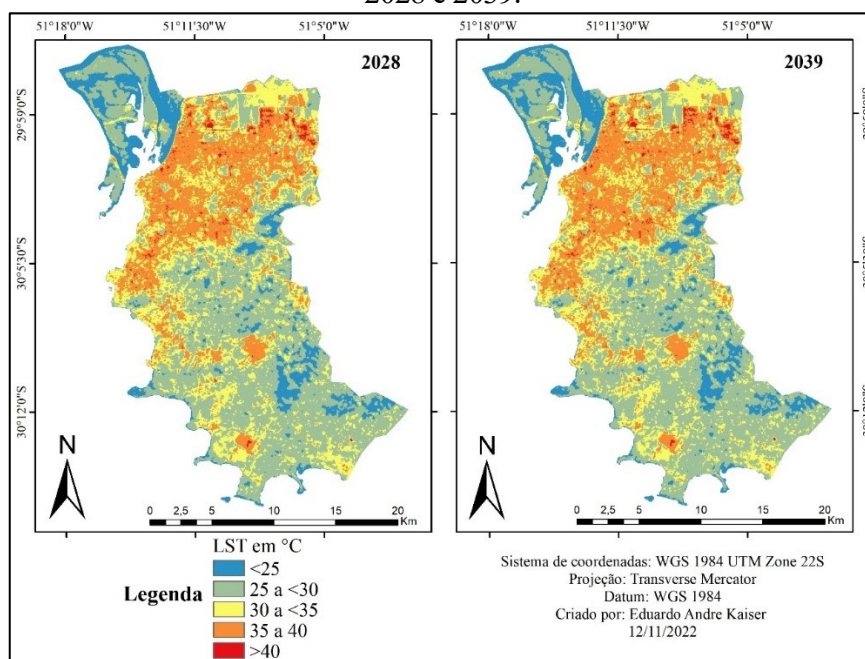 2028 e 2039.
51°18'0"W 51°11'30"W 51°5'0"W
51°18'0"W 51°11'30"W 51°5'0"W
2028
2039
29°59'0"S
30°5'30"S
30°12'0"S
N
0 2,5 5 10 15 20
Km
N
0 2,5 5 10 15 20
Km
LST em °C
Legenda
<25
25 a <30
30 a <35
35 a 40
>40
Sistema de coordenadas: WGS 1984 UTM Zone 22S
Projeção: Transverse Mercator
Datum: WGS 1984
Criado por: Eduardo Andre Kaiser
12/11/2022